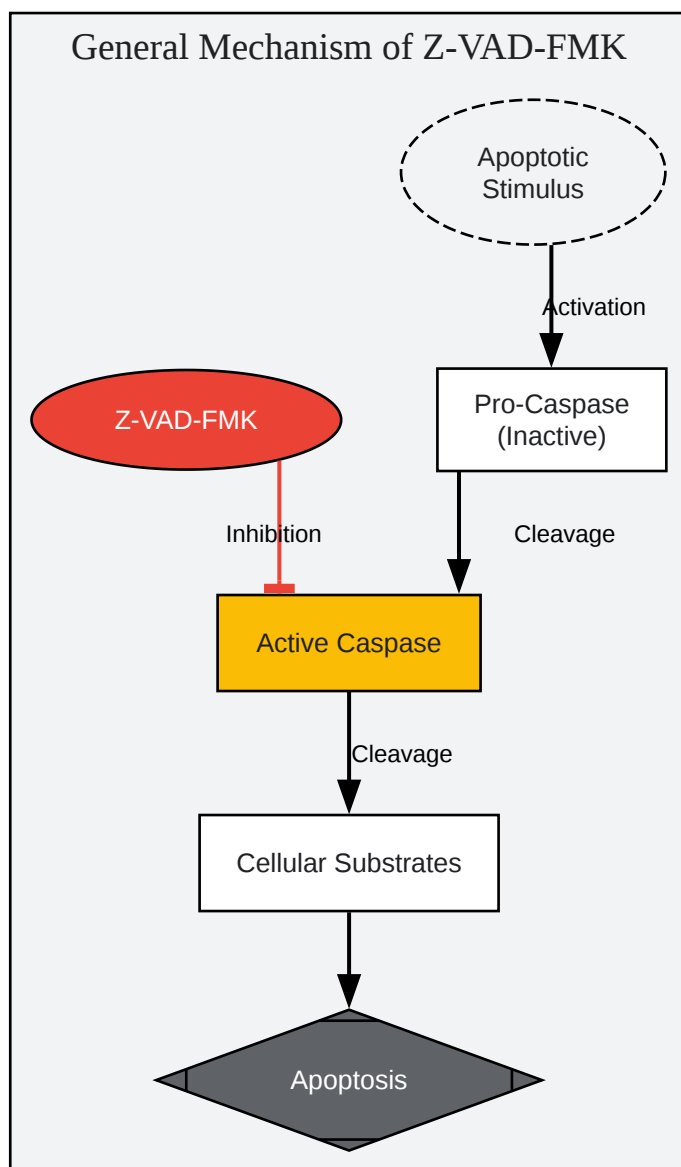 General Mechanism of Z-VAD-FMK
Apoptotic
Stimulus
Activation
Z-VAD-FMK
Pro-Caspase
(Inactive)
Inhibition
Cleavage
Active Caspase
Cleavage
Cellular Substrates
Apoptosis